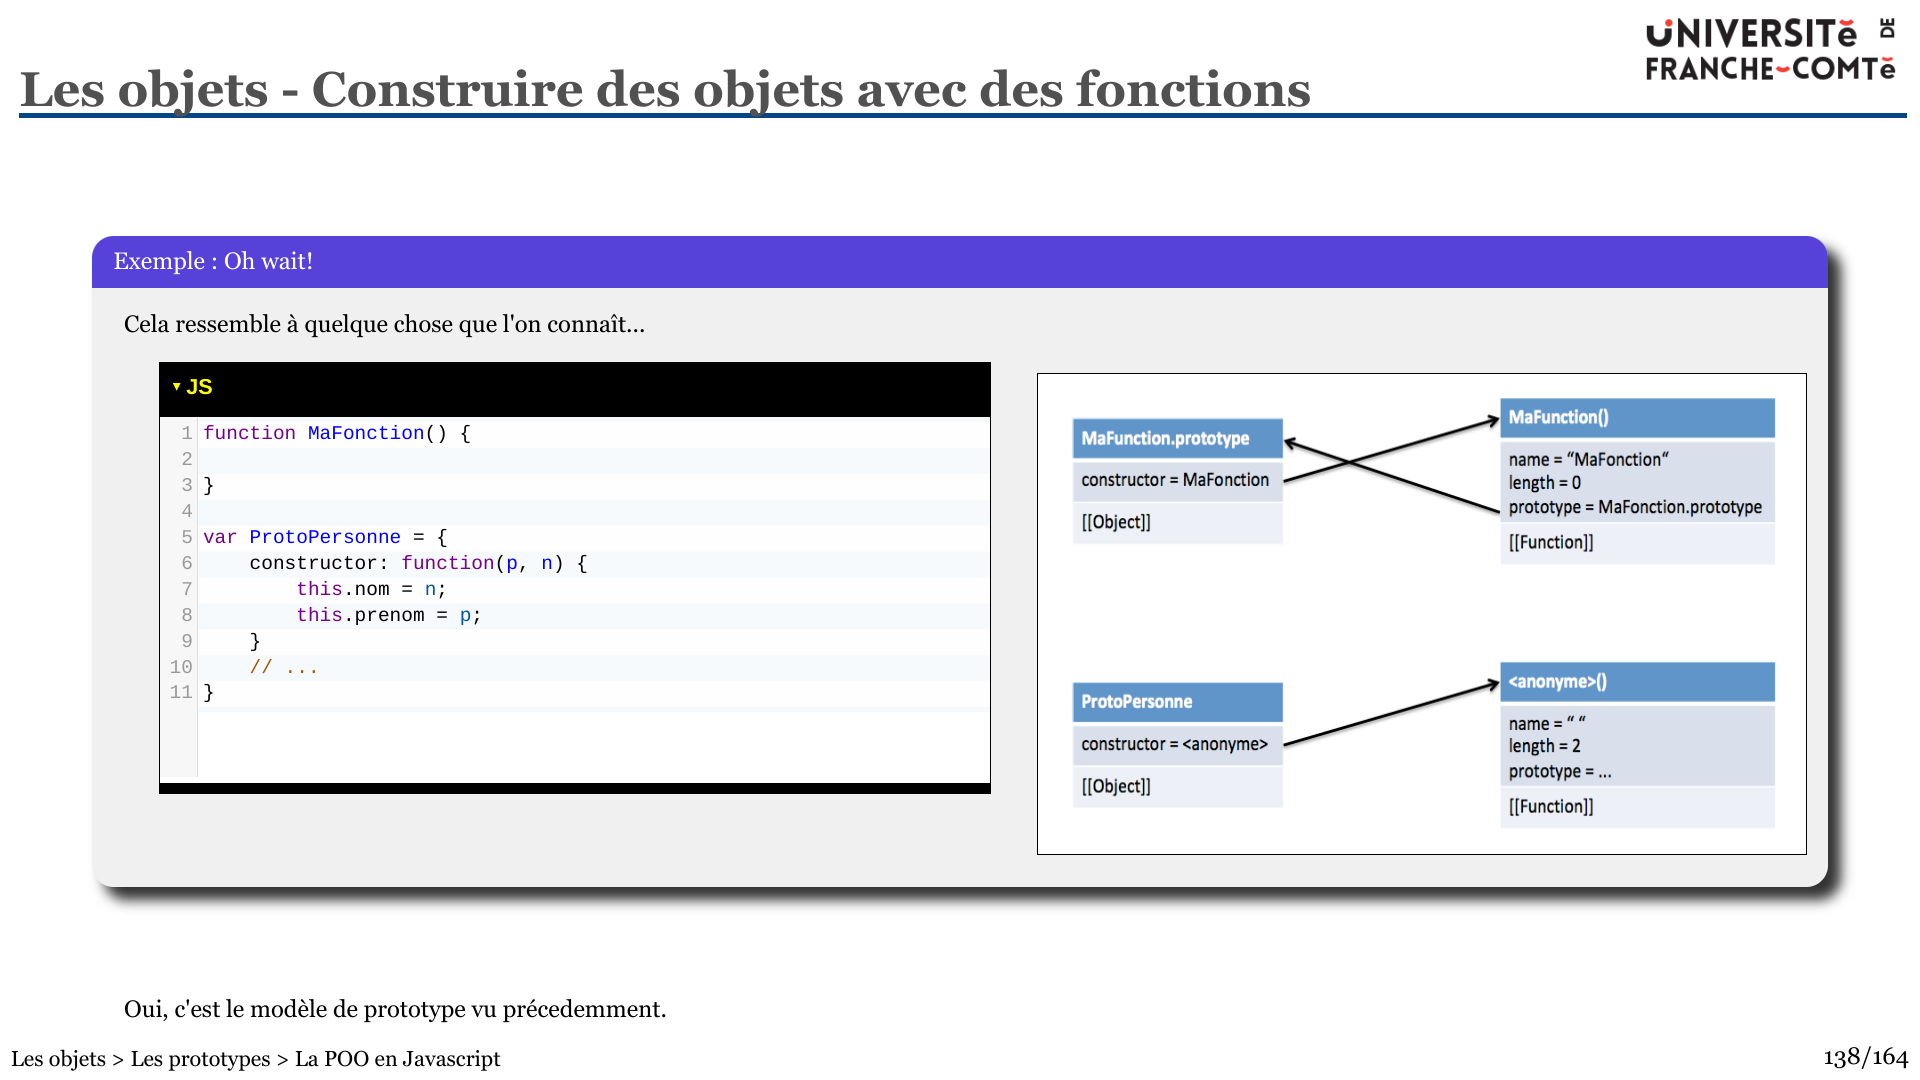 UNIVERSITĕ DE
FRANCHE-COMTĕ
Les objets - Construire des objets avec des fonctions
Exemple : Oh wait!
Cela ressemble à quelque chose que l'on connaît...
▼ JS
1 function MaFonction() {
2
3 }
4
5 var ProtoPersonne = {
6     constructor: function(p, n) {
7         this.nom = n;
8         this.prenom = p;
9     }
10     // ...
11 }
MaFunction.prototype
constructor = MaFonction
[[Object]]
MaFunction()
name = “MaFonction“
length = 0
prototype = MaFonction.prototype
[[Function]]
ProtoPersonne
constructor = <anonyme>
[[Object]]
<anonyme>()
name = “ “
length = 2
prototype = ...
[[Function]]
Oui, c'est le modèle de prototype vu précedemment.
Les objets > Les prototypes > La POO en Javascript
138/164